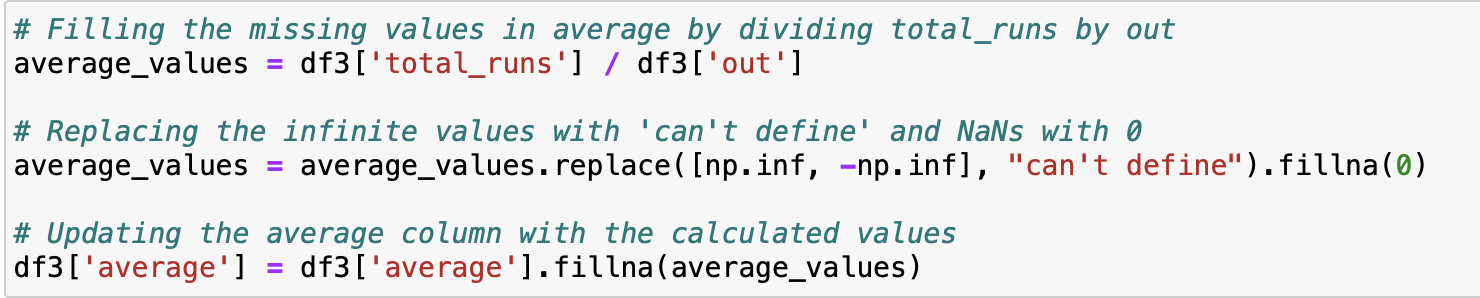 # Filling the missing values in average by dividing total_runs by out
average_values = df3['total_runs'] / df3['out']
# Replacing the infinite values with 'can't define' and NaNs with 0
average_values = average_values.replace([np.inf, -np.inf], "can't define").fillna(0)
# Updating the average column with the calculated values
df3['average'] = df3['average'].fillna(average_values)